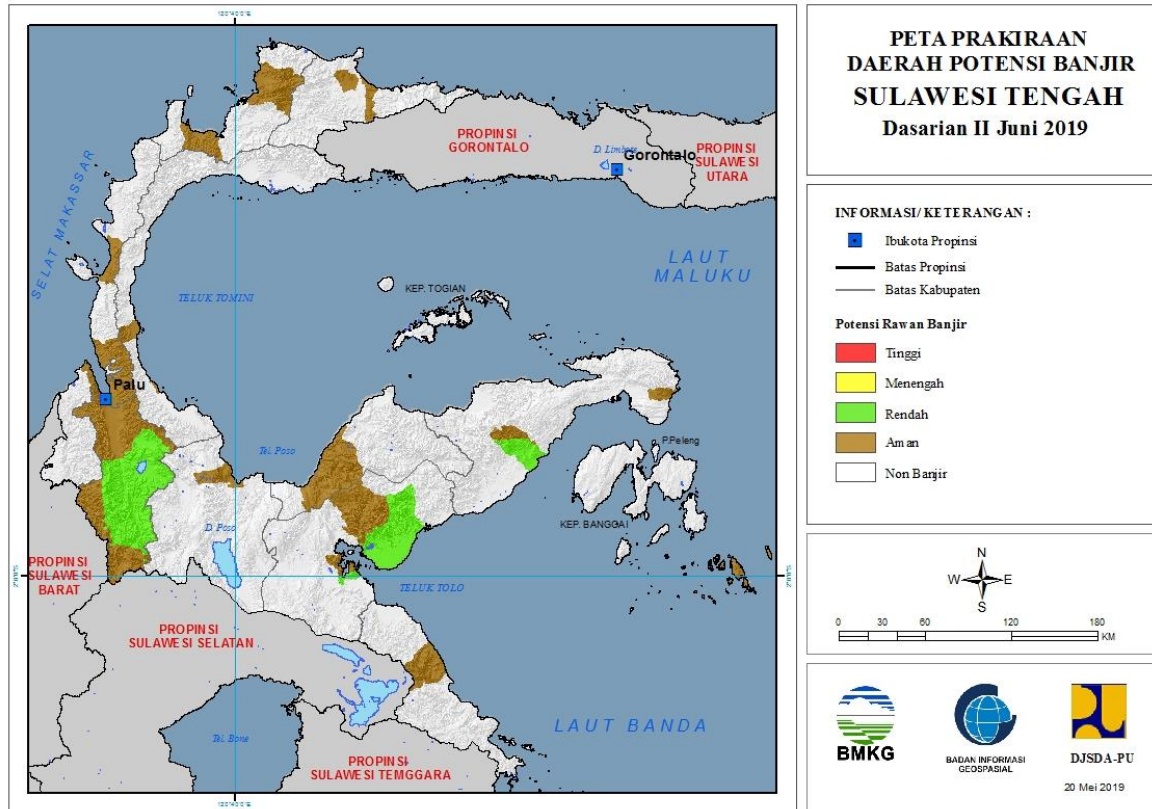 120°40'E
PROPINSI
GORONTALO
D. Limboto
Gorontalo
PROPINSI
SULAWESI
UTARA
SELAT MAKASSAR
LAUT
MALUKU
TELUK TOMINI
KEP. TOGIAN
Palu
Tel. Poso
P.Peleng
KEP. BANGGAI
D. Poso
PROPINSI
SULAWESI
BARAT
TELUK TOLO
PROPINSI
SULAWESI SELATAN
LAUT BANDA
Tel. Bone
PROPINSI
SULAWESI TEMGGARA
PETA PRAKIRAAN
DAERAH POTENSI BANJIR
SULAWESI TENGAH
Dasarian II Juni 2019
INFORMASI/ KETERANGAN :
Ibukota Propinsi
Batas Propinsi
Batas Kabupaten
Potensi Rawan Banjir
Tinggi
Menengah
Rendah
Aman
Non Banjir
N
W E
S
0 30 60 120 180
KM
BMKG
BADAN INFORMASI
GEOSPASIAL
DJSDA-PU
20 Mei 2019